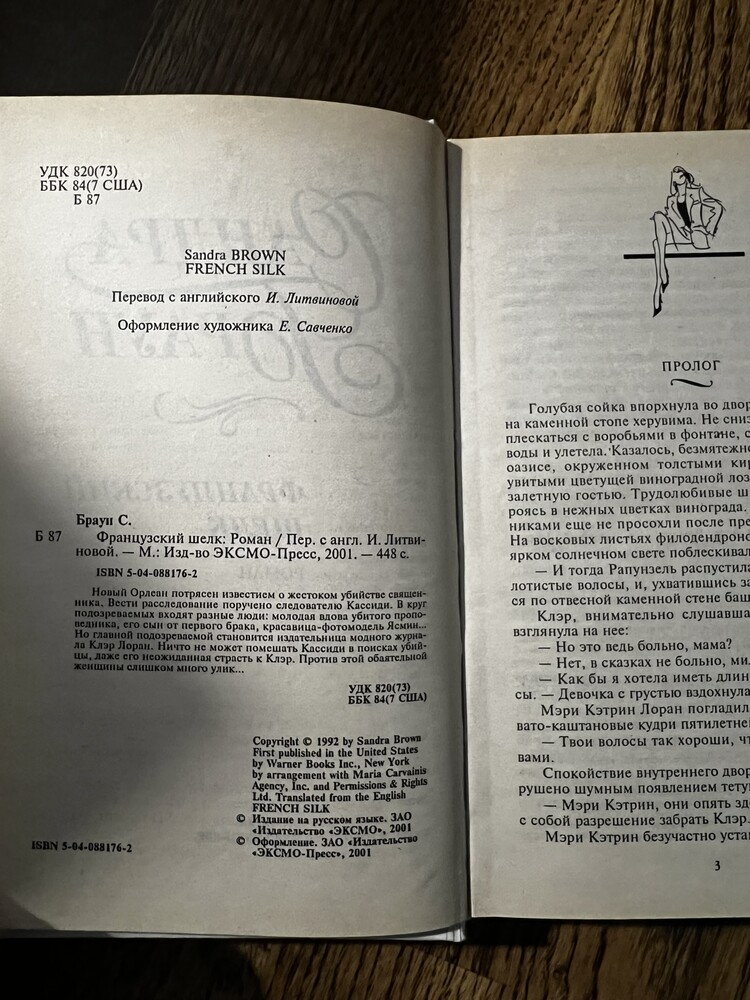 УДК 820(73)
ББК 84(7 США)
Б 87
Sandra BROWN
FRENCH SILK
Перевод с английского И. Литвиновой
Оформление художника Е. Савченко
Браун С.
Б 87 Французский шелк: Роман / Пер. с англ. И. Литви-
новой. — М.: Изд-во ЭКСМО-Пресс, 2001. — 448 с.
ISBN 5-04-088176-2
Новый Орлеан потрясен известием о жестоком убийстве священ-
ника. Вести расследование поручено следователю Кассиди. В круг
подозреваемых входят разные люди: молодая вдова убитого пропо-
ведника, его сын от первого брака, красавица-фотомодель Ясмин...
Но главной подозреваемой становится издательница модного журна-
ла Клэр Лоран. Ничто не может помешать Кассиди в поисках убий-
цы, даже его неожиданная страсть к Клэр. Против этой обаятельной
женщины слишком много улик...
УДК 820(73)
ББК 84(7 США)
Copyright © 1992 by Sandra Brown
First published in the United States
by Warner Books Inc., New York
by arrangement with Maria Carvainis
Agency, Inc. and Permissions & Rights
Ltd. Translated from the English
FRENCH SILK
© Издание на русском языке. ЗАО
«Издательство «ЭКСМО», 2001
© Оформление. ЗАО «Издательство
«ЭКСМО-Пресс», 2001
ISBN 5-04-088176-2
ПРОЛОГ
Голубая сойка впорхнула во двор
на каменной стопе херувима. Не сниз
плескаться с воробьями в фонтане, с
воды и улетела. Казалось, безмятежн
оазисе, окруженном толстыми кир
увитыми цветущей виноградной лоз
залетную гостью. Трудолюбивые ш
роясь в нежных цветках винограда.
никами еще не просохли после пре
На восковых листьях филодендроно
ярком солнечном свете поблескивал
— И тогда Рапунзель распустила
лотистые волосы, и, ухватившись за
ся по отвесной каменной стене баш
Клэр, внимательно слушавша
взглянула на нее:
— Но это ведь больно, мама?
— Нет, в сказках не больно, ми
— Как бы я хотела иметь длин
сы. — Девочка с грустью вздохнула
Мэри Кэтрин Лоран погладил
вато-каштановые кудри пятилетне
— Твои волосы так хороши, чт
вами.
Спокойствие внутреннего двор
рушено шумным появлением тету
— Мэри Кэтрин, они опять зд
с собой разрешение забрать Клэр.
Мэри Кэтрин безучастно уста
3